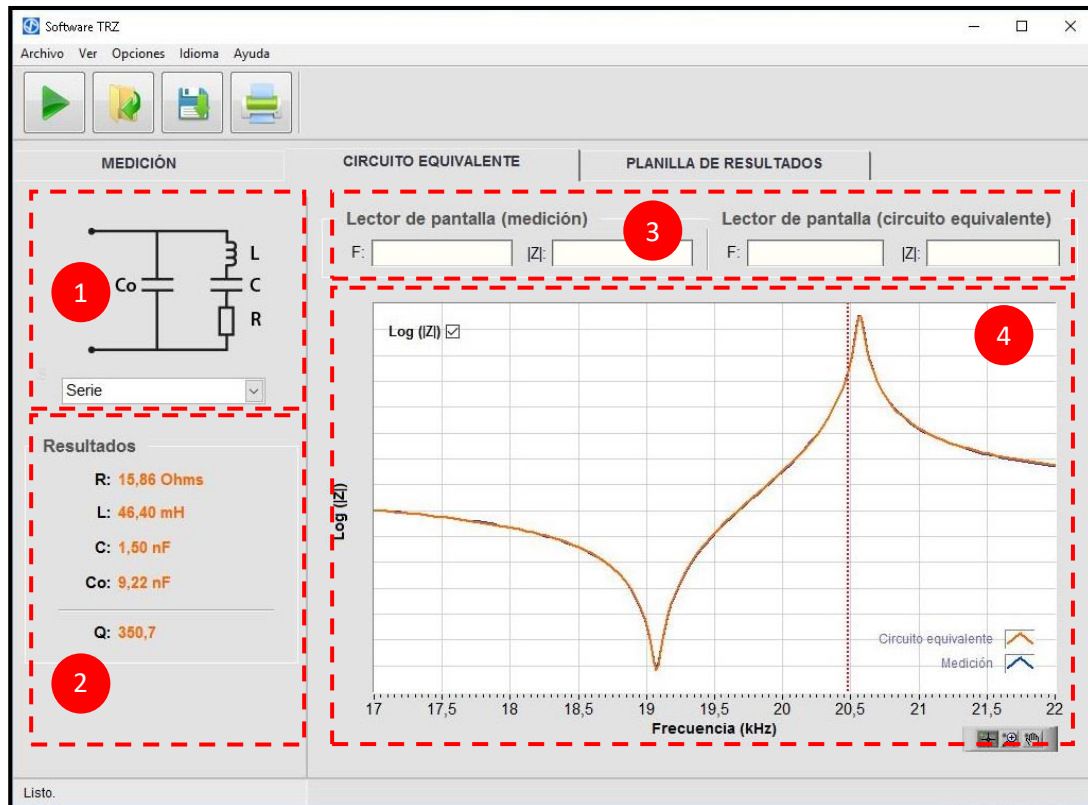 Software TRZ
Archivo Ver Opciones Idioma Ayuda
MEDICIÓN
CIRCUITO EQUIVALENTE
PLANILLA DE RESULTADOS
1
Co
L
C
R
Serie
Resultados
R: 15,86 Ohms
L: 46,40 mH
C: 1,50 nF
Co: 9,22 nF
Q: 350,7
2
Lector de pantalla (medición)
F:
|Z|:
3
Lector de pantalla (circuito equivalente)
F:
|Z|:
4
Log (|Z|)
Log (|Z|)
Circuito equivalente
Medición
17 17,5 18 18,5 19 19,5 20 20,5 21 21,5 22
Frecuencia (kHz)
Listo.